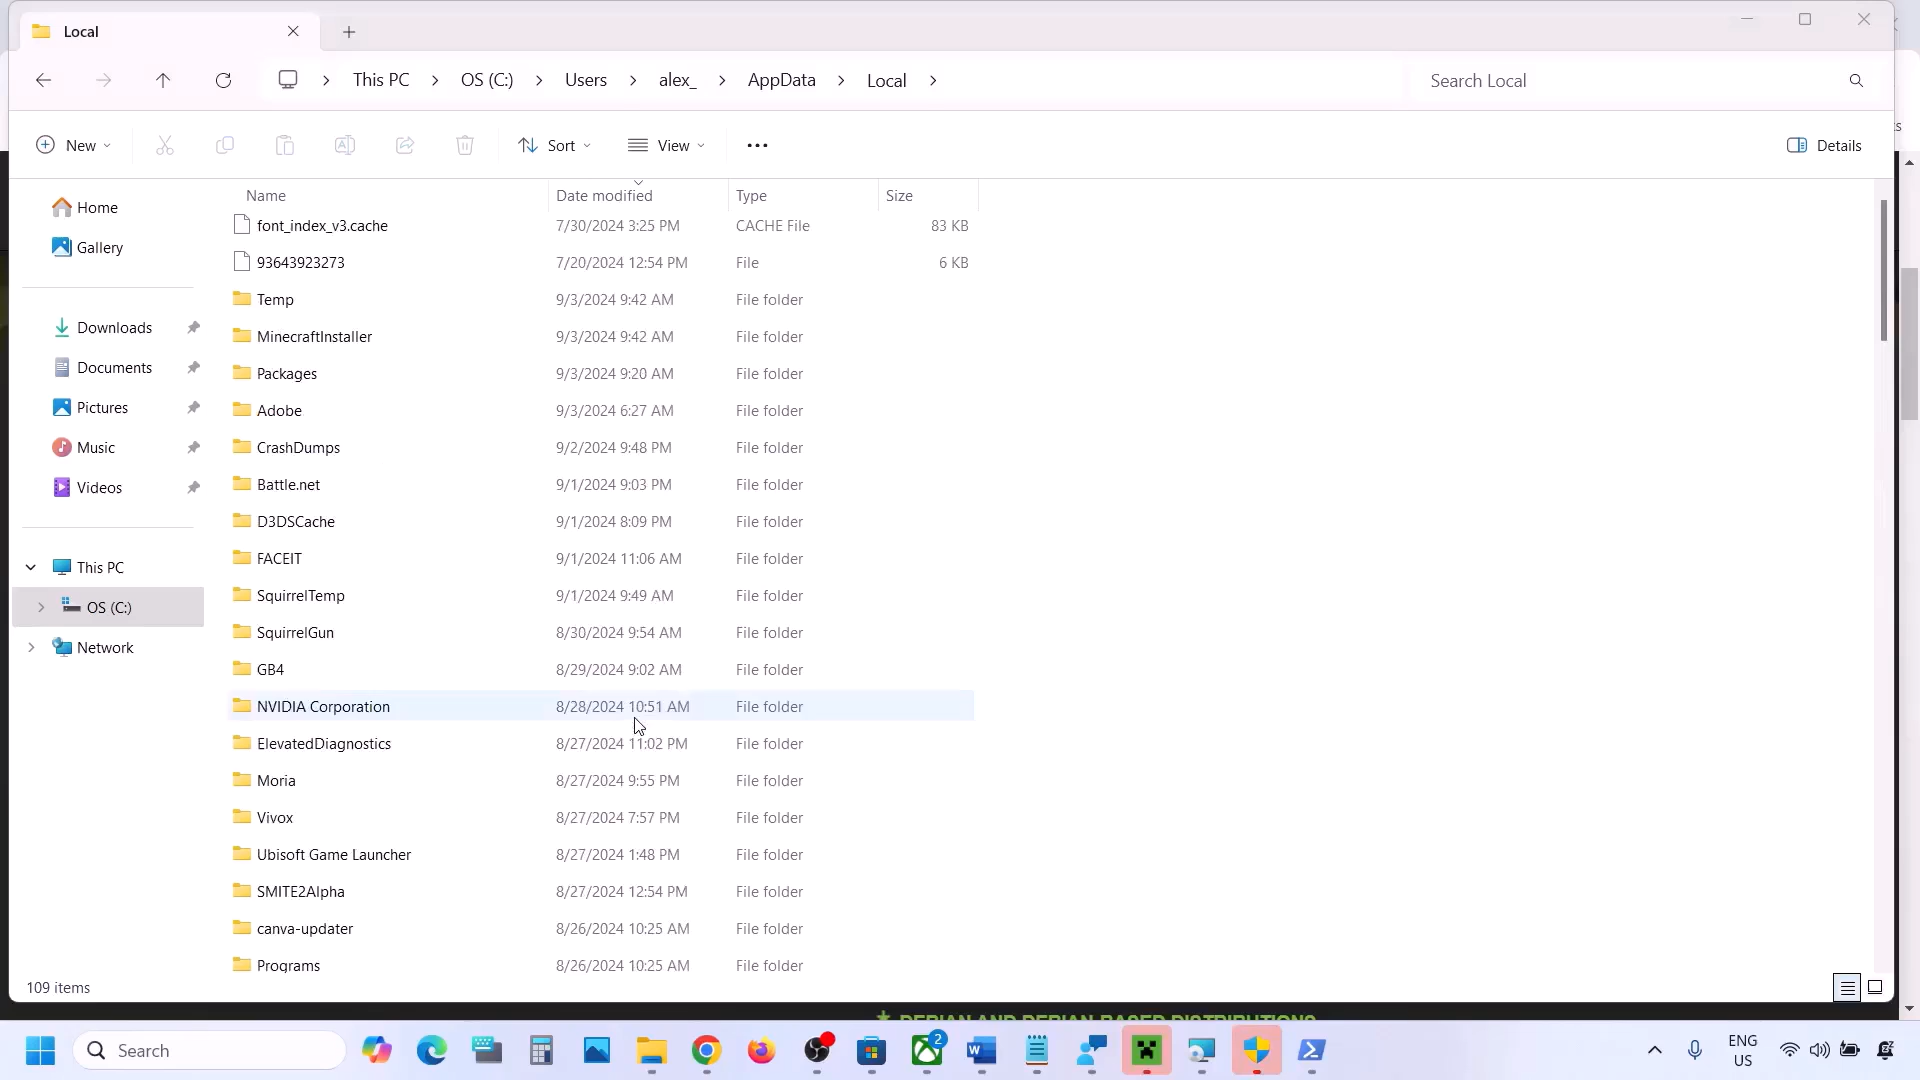 Local
This PC
OS (C:)
Users
alex_
AppData
Local
Search Local
New
Sort
View
Details
Name
Date modified
Type
Size
font_index_v3.cache 7/30/2024 3:25 PM CACHE File 83 KB
93643923273 7/20/2024 12:54 PM File 6 KB
Temp 9/3/2024 9:42 AM File folder
MinecraftInstaller 9/3/2024 9:42 AM File folder
Packages 9/3/2024 9:20 AM File folder
Adobe 9/3/2024 6:27 AM File folder
CrashDumps 9/2/2024 9:48 PM File folder
Battle.net 9/1/2024 9:03 PM File folder
D3DSCache 9/1/2024 8:09 PM File folder
FACEIT 9/1/2024 11:06 AM File folder
SquirrelTemp 9/1/2024 9:49 AM File folder
SquirrelGun 8/30/2024 9:54 AM File folder
GB4 8/29/2024 9:02 AM File folder
NVIDIA Corporation 8/28/2024 10:51 AM File folder
ElevatedDiagnostics 8/27/2024 11:02 PM File folder
Moria 8/27/2024 9:55 PM File folder
Vivox 8/27/2024 7:57 PM File folder
Ubisoft Game Launcher 8/27/2024 1:48 PM File folder
SMITE2Alpha 8/27/2024 12:54 PM File folder
canva-updater 8/26/2024 10:25 AM File folder
Programs 8/26/2024 10:25 AM File folder
Home
Gallery
Downloads
Documents
Pictures
Music
Videos
This PC
OS (C:)
Network
109 items
DEBIAN AND DEBIAN-BASED DISTRIBUTIONS
Search
2
ENG
US